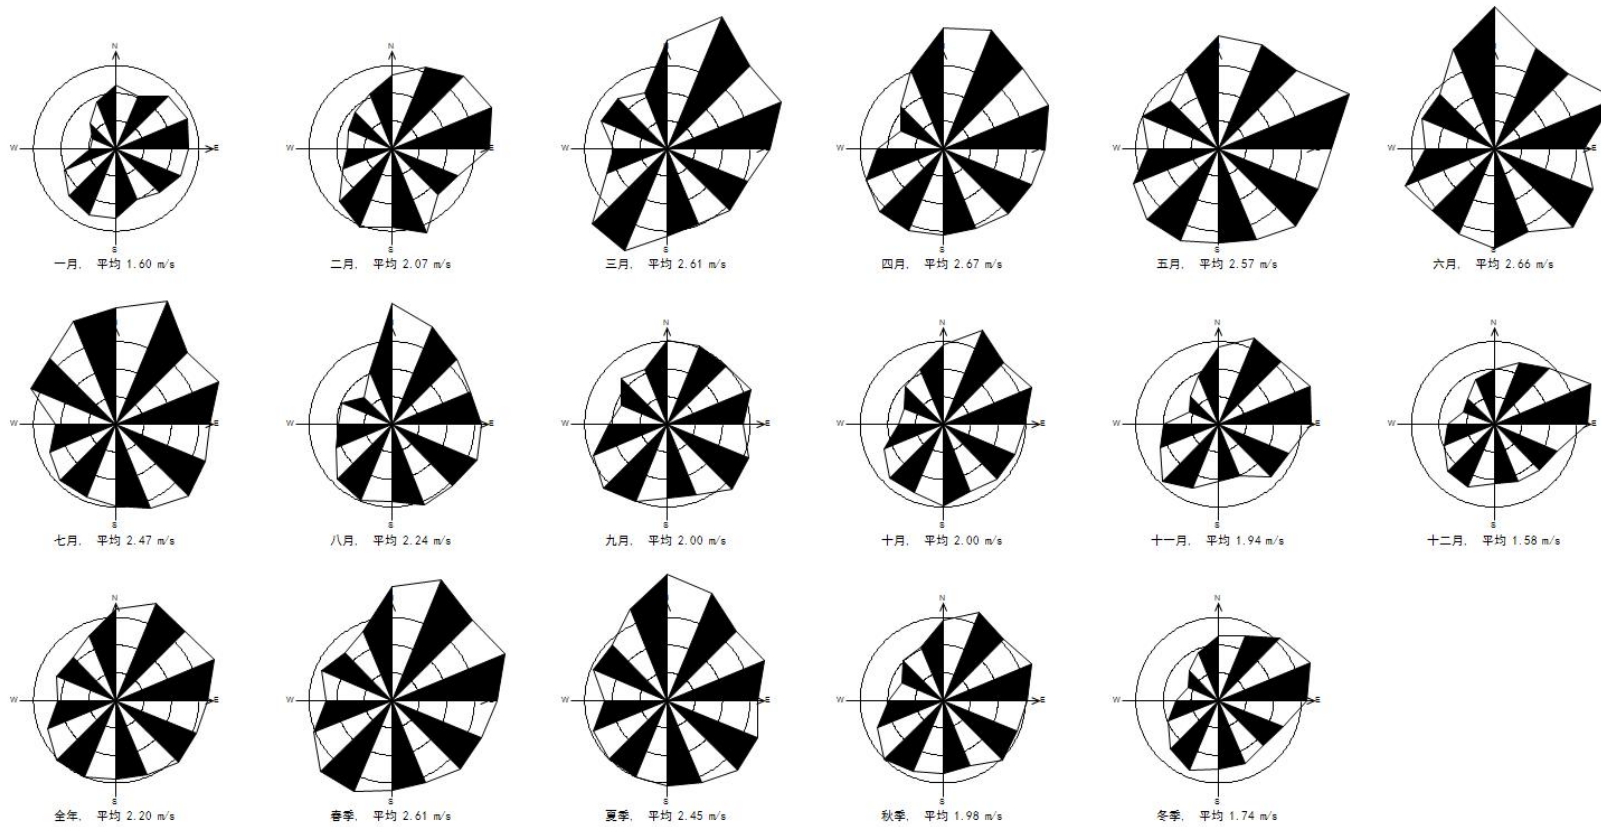 N
N
N
N
N
N
W E
W E
W E
W E
W E
W E
S
S
S
S
S
S
一月, 平均 1.60 m/s
二月, 平均 2.07 m/s
三月, 平均 2.61 m/s
四月, 平均 2.67 m/s
五月, 平均 2.57 m/s
六月, 平均 2.66 m/s
N
N
N
N
N
N
W E
W E
W E
W E
W E
W E
S
S
S
S
S
S
七月, 平均 2.47 m/s
八月, 平均 2.24 m/s
九月, 平均 2.00 m/s
十月, 平均 2.00 m/s
十一月, 平均 1.94 m/s
十二月, 平均 1.58 m/s
N
N
N
N
N
W E
W E
W E
W E
W E
S
S
S
S
S
全年, 平均 2.20 m/s
春季, 平均 2.61 m/s
夏季, 平均 2.45 m/s
秋季, 平均 1.98 m/s
冬季, 平均 1.74 m/s